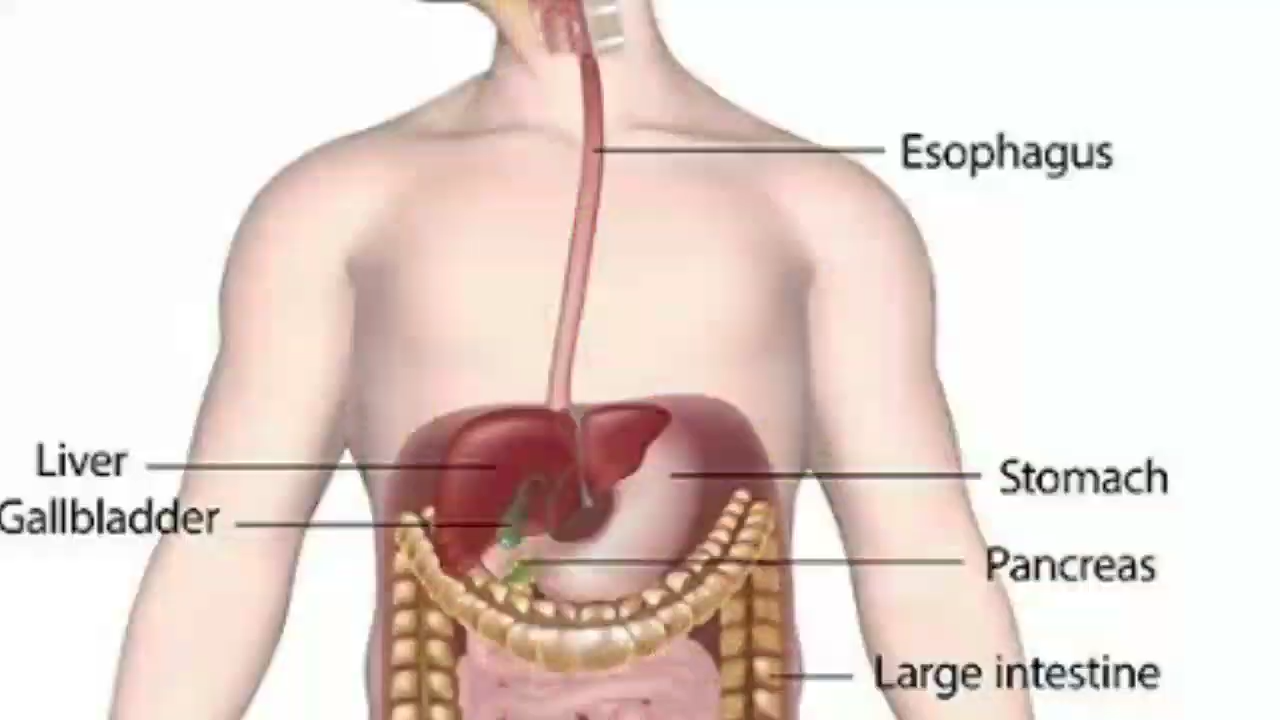 Esophagus
Liver
Stomach
Gallbladder
Pancreas
Large intestine